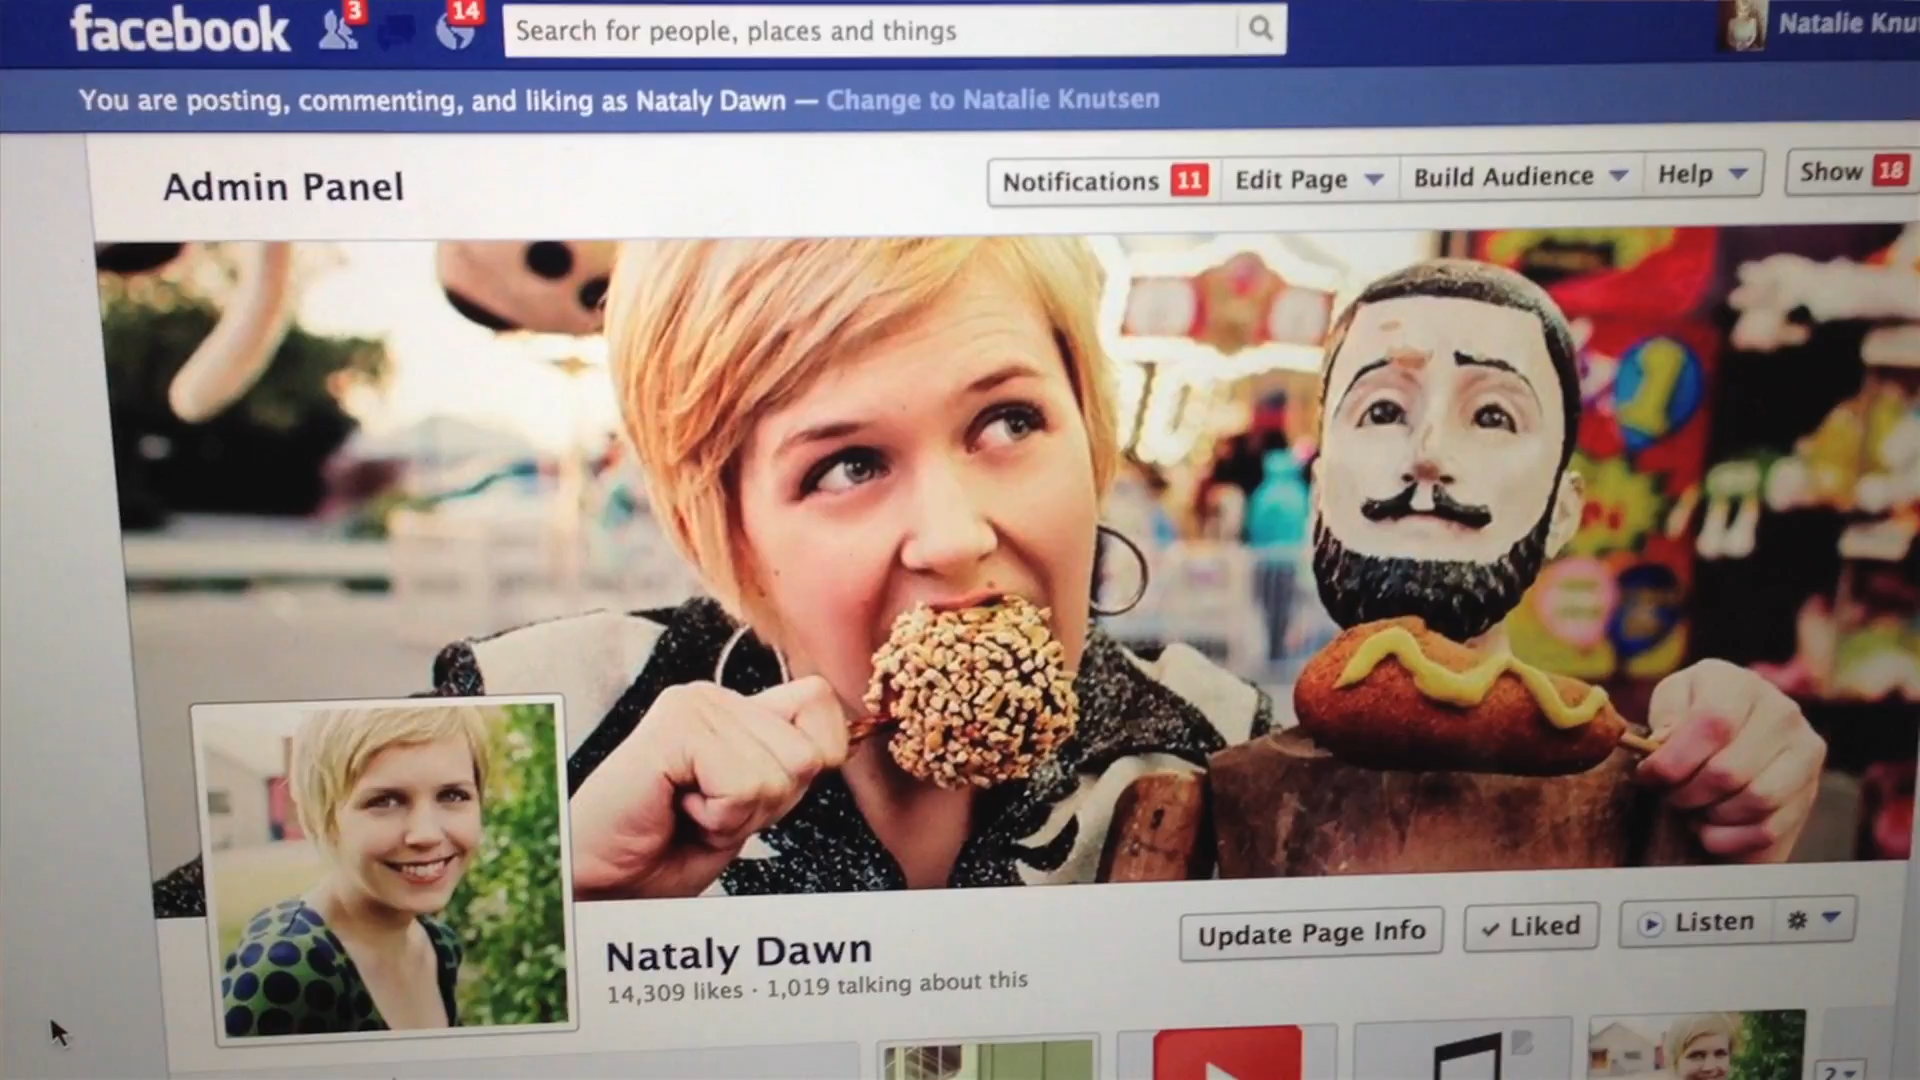 facebook 3 14 Search for people, places and things
You are posting, commenting, and liking as Nataly Dawn — Change to Natalie Knutsen
Admin Panel Notifications 11 Edit Page Build Audience Help Show 18
1
Nataly Dawn
14,309 likes · 1,019 talking about this
Update Page Info Liked Listen
2